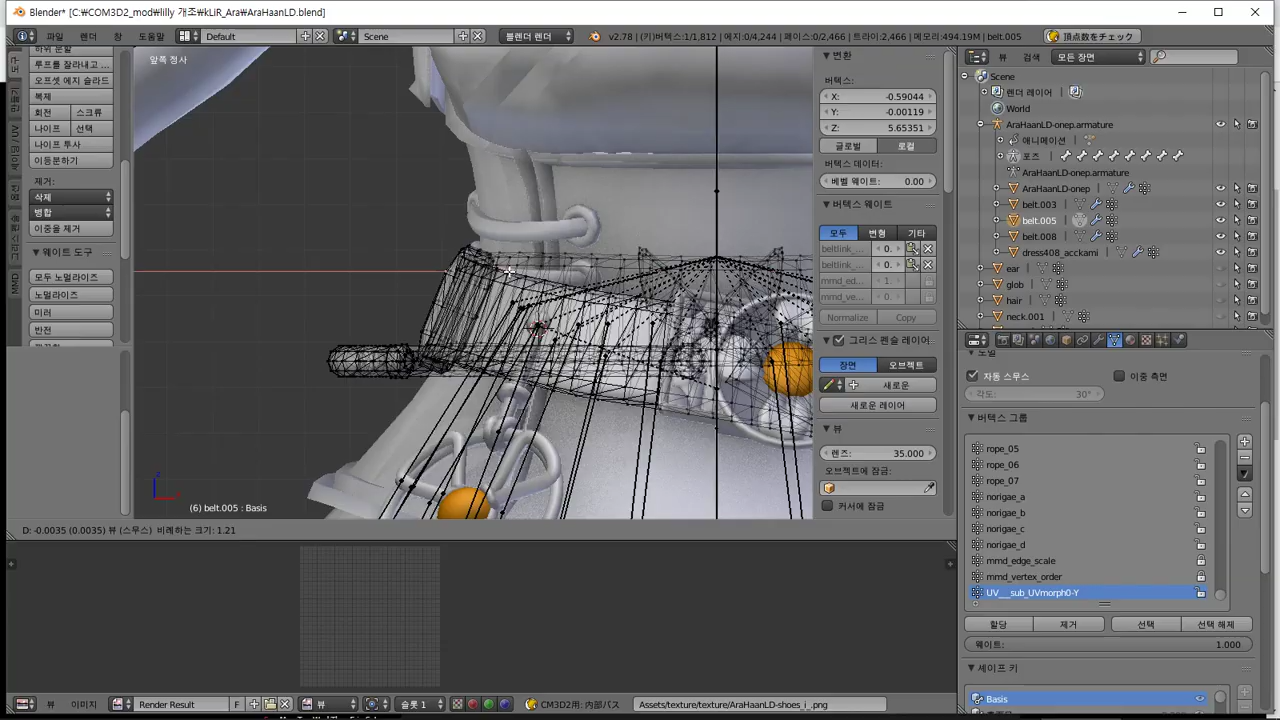 Blender* [C:₩COM3D2_mod₩lilly 개조₩kLiR_Ara₩AraHaanLD.blend]
파일 렌더 창 도움말 Default Scene 블렌더 렌더 v2.78 | (키)버텍스:1/1,812 | 에지:0/4,244 | 페이스:0/2,466 | 트리인트:2,466 | 메모리:494.19M | belt.005 頂点数をチェック
하위 분할
루프를 잘라내고 ...
오프셋 에지 슬라드
복제
회전 스크류
나이프 선택
나이프 투사
이등분하기
제거:
삭제
병합
이중을 제거
웨이트 도구
모두 노멀라이즈
노멀라이즈
미러
반전
앞쪽 정사
(6) belt.005 : Basis
변환
버텍스:
X: -0.59044
Y: -0.00119
Z: 5.65351
글로벌 로컬
버텍스 데이터:
베벨 웨이트: 0.00
버텍스 웨이트
모두 변형 기타
beltlink_... 0.
beltlink_... 0.
mmd_ed... 1.
mmd_ve...
Normalize Copy
그리스 펜슬 레이어
장면 오브젝트
새로운
새로운 레이어
뷰
렌즈: 35.000
오브젝트에 잠금:
커서에 잠금
뷰 검색 모든 장면
Scene
렌더 레이어
World
AraHaanLD-onep.armature
애니메이션
포즈
AraHaanLD-onep.armature
AraHaanLD-onep
belt.003
belt.005
belt.008
dress408_acckami
ear
glob
hair
neck.001
노멀
자동 스무스 이중 측면
각도: 30°
버텍스 그룹
rope_05
rope_06
rope_07
norigae_a
norigae_b
norigae_c
norigae_d
mmd_edge_scale
mmd_vertex_order
UV__sub_UVmorph0-Y
할당 제거 선택 선택 해제
웨이트: 1.000
셰이프 키
Basis
D: -0.0035 (0.0035) 뷰 (스무스) 비례하는 크기: 1.21
뷰 이미지 Render Result F 뷰 슬롯 1 CM3D2用: 内部パス Assets/texture/texture/AraHaanLD-shoes_i_.png